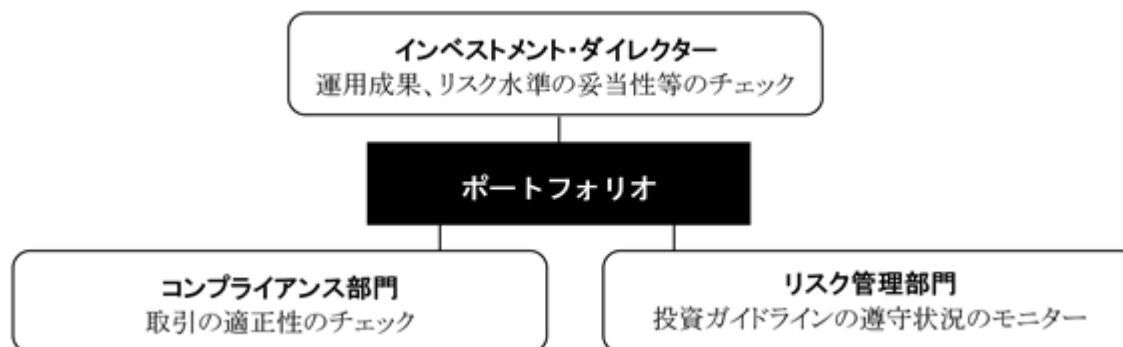 インベストメント・ダイレクター
運用成果、リスク水準の妥当性等のチェック
ポートフォリオ
コンプライアンス部門
取引の適正性のチェック
リスク管理部門
投資ガイドラインの遵守状況のモニター